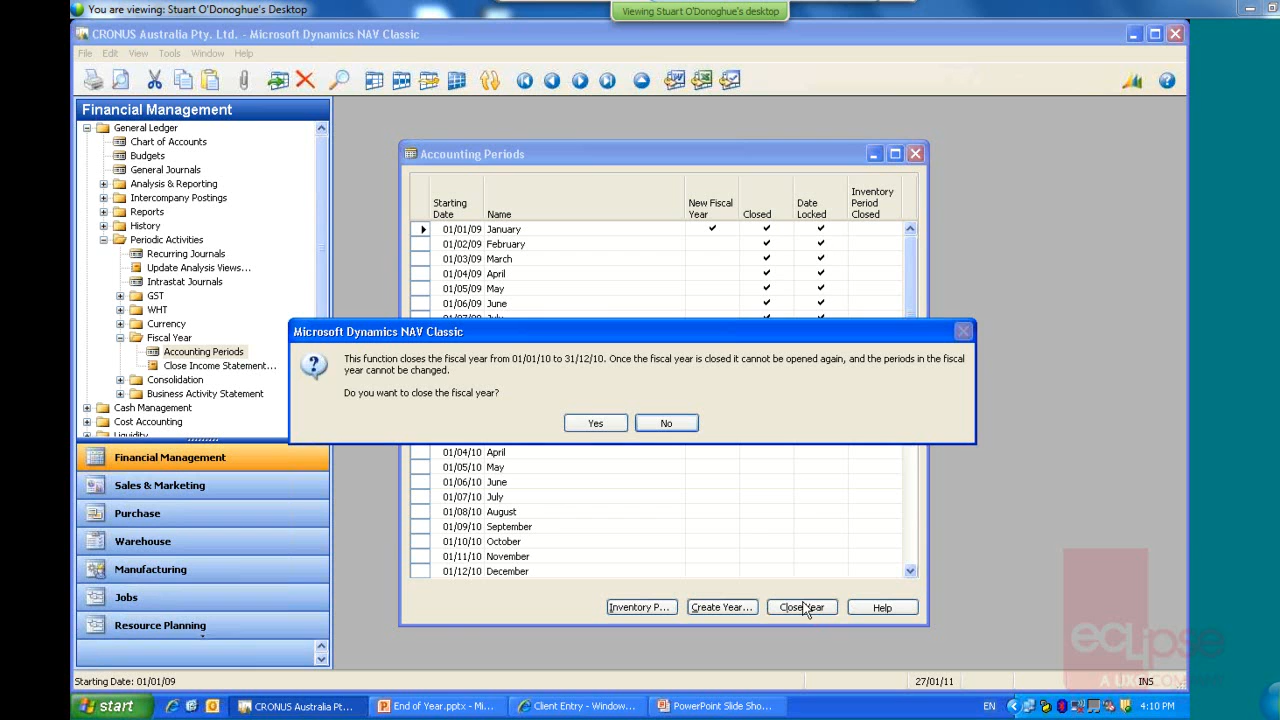 You are viewing: Stuart O'Donoghue's Desktop
Viewing Stuart O'Donoghue's desktop
CRONUS Australia Pty. Ltd. - Microsoft Dynamics NAV Classic
File Edit View Tools Window Help
Financial Management
General Ledger
Chart of Accounts
Budgets
General Journals
Analysis & Reporting
Intercompany Postings
Reports
History
Periodic Activities
Recurring Journals
Update Analysis Views...
Intrastat Journals
GST
WHT
Currency
Fiscal Year
Accounting Periods
Close Income Statement...
Consolidation
Business Activity Statement
Cash Management
Cost Accounting
Liquidity
Financial Management
Sales & Marketing
Purchase
Warehouse
Manufacturing
Jobs
Resource Planning
Accounting Periods
Starting Date Name New Fiscal Year Closed Date Locked Inventory Period Closed
01/01/09 January
01/02/09 February
01/03/09 March
01/04/09 April
01/05/09 May
01/06/09 June
01/07/09 July
Microsoft Dynamics NAV Classic
This function closes the fiscal year from 01/01/10 to 31/12/10. Once the fiscal year is closed it cannot be opened again, and the periods in the fiscal
year cannot be changed.
Do you want to close the fiscal year?
Yes No
01/04/10 April
01/05/10 May
01/06/10 June
01/07/10 July
01/08/10 August
01/09/10 September
01/10/10 October
01/11/10 November
01/12/10 December
Inventory P... Create Year... Close Year Help
eclipse
A UXC COMPANY
Starting Date: 01/01/09 27/01/11 INS
start CRONUS Australia Pt... End of Year.pptx - Mi... Client Entry - Window... PowerPoint Slide Sho... EN 4:10 PM